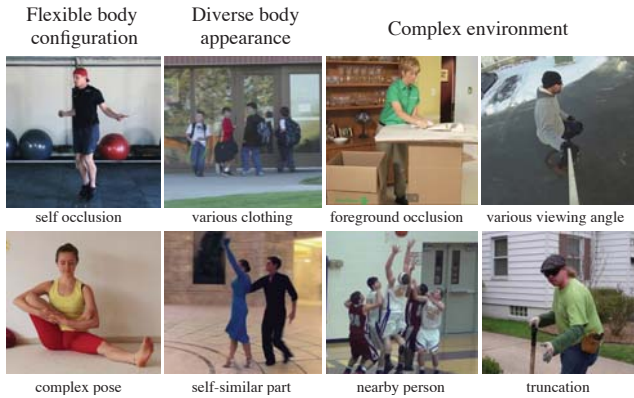 Flexible body
configuration
Diverse body
appearance
Complex environment
self occlusion
various clothing
foreground occlusion
various viewing angle
complex pose
self-similar part
nearby person
truncation